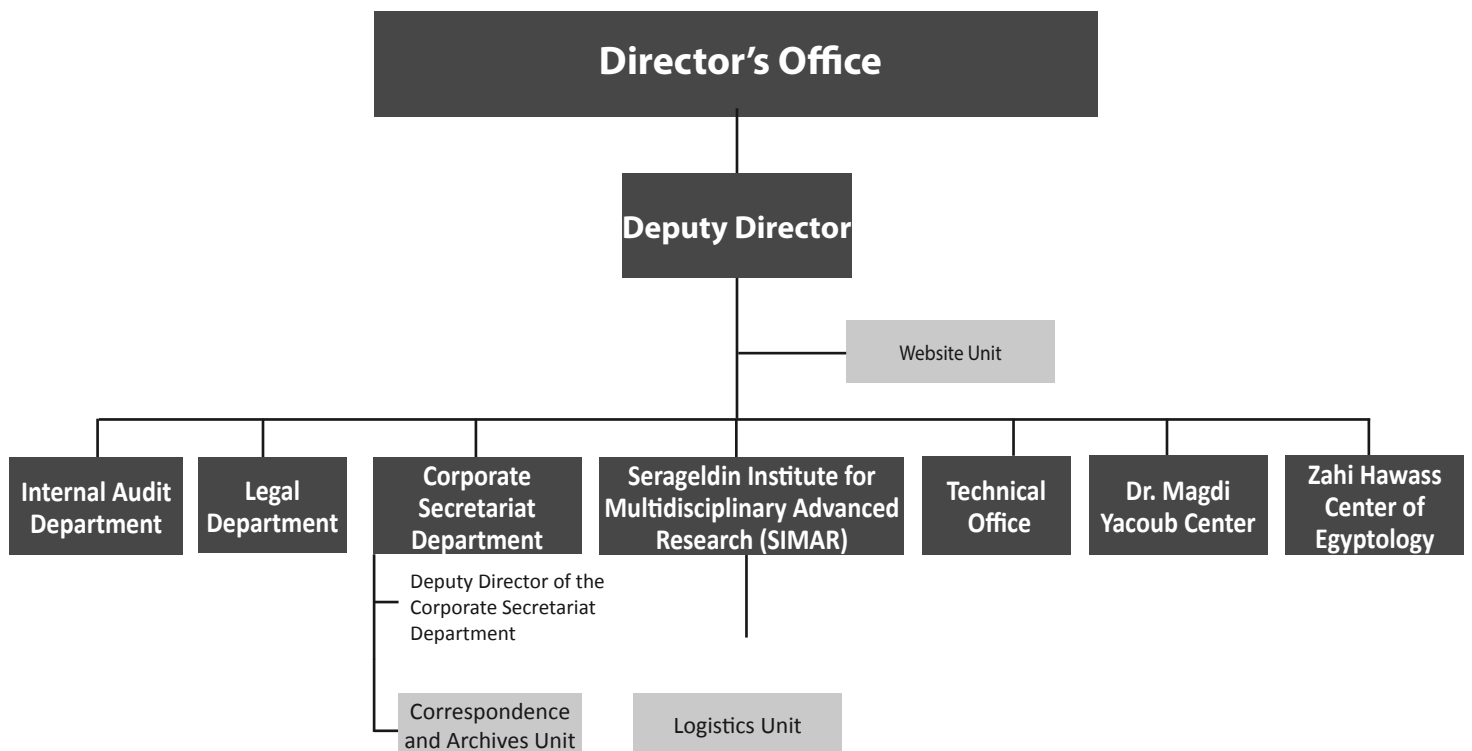 Director’s Office
Deputy Director
Website Unit
Internal Audit
Department
Legal
Department
Corporate
Secretariat
Department
Serageldin Institute for
Multidisciplinary Advanced
Research (SIMAR)
Technical
Office
Dr. Magdi
Yacoub Center
Zahi Hawass
Center of
Egyptology
Deputy Director of the
Corporate Secretariat
Department
Correspondence
and Archives Unit
Logistics Unit